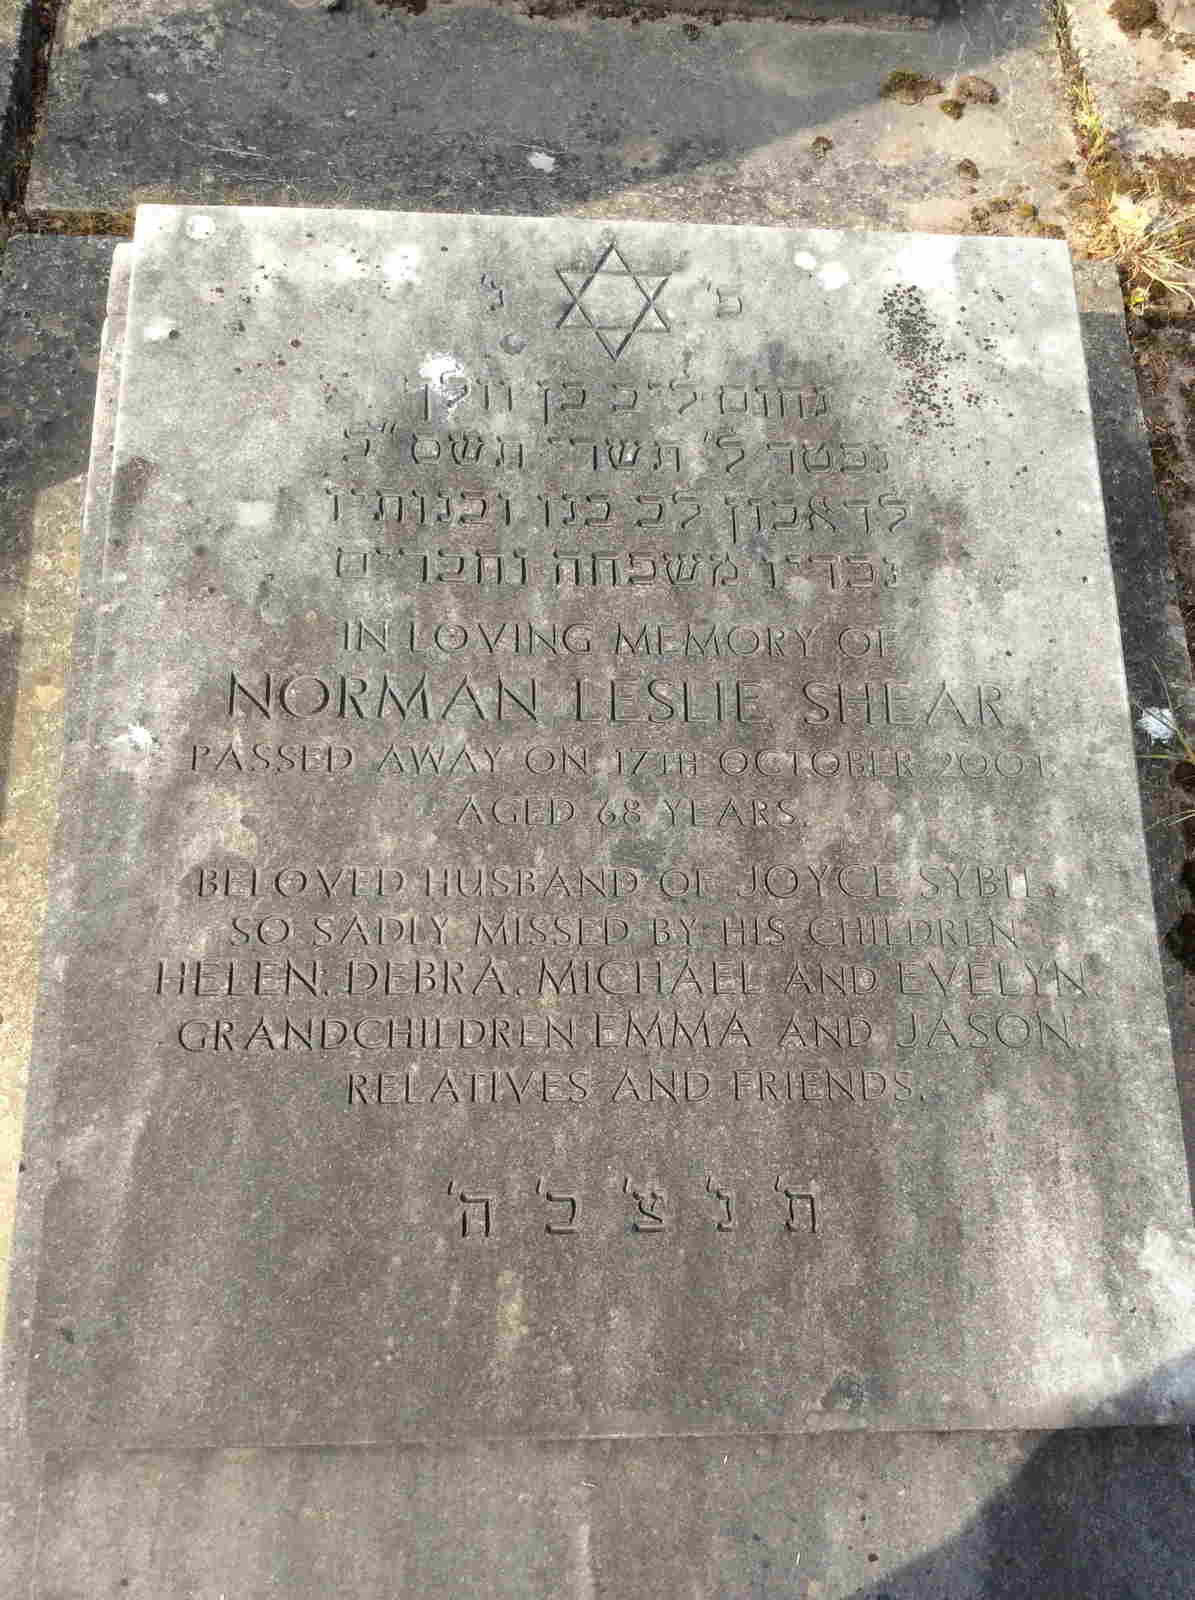 פ' נ'
נחום ליב בן
נפטר ל' תשרי תשס"ב
לדאבון לב בנו ובנותיו
נכדיו משפחה וחברים
IN LOVING MEMORY OF
NORMAN LESLIE SHEAR
PASSED AWAY ON 17TH OCTOBER 2001.
AGED 68 YEARS.
BELOVED HUSBAND OF JOYCE SYBIL.
SO SADLY MISSED BY HIS CHILDREN
HELEN, DEBRA, MICHAEL AND EVELYN.
GRANDCHILDREN EMMA AND JASON.
RELATIVES AND FRIENDS.
ת' נ' צ' ב' ה'